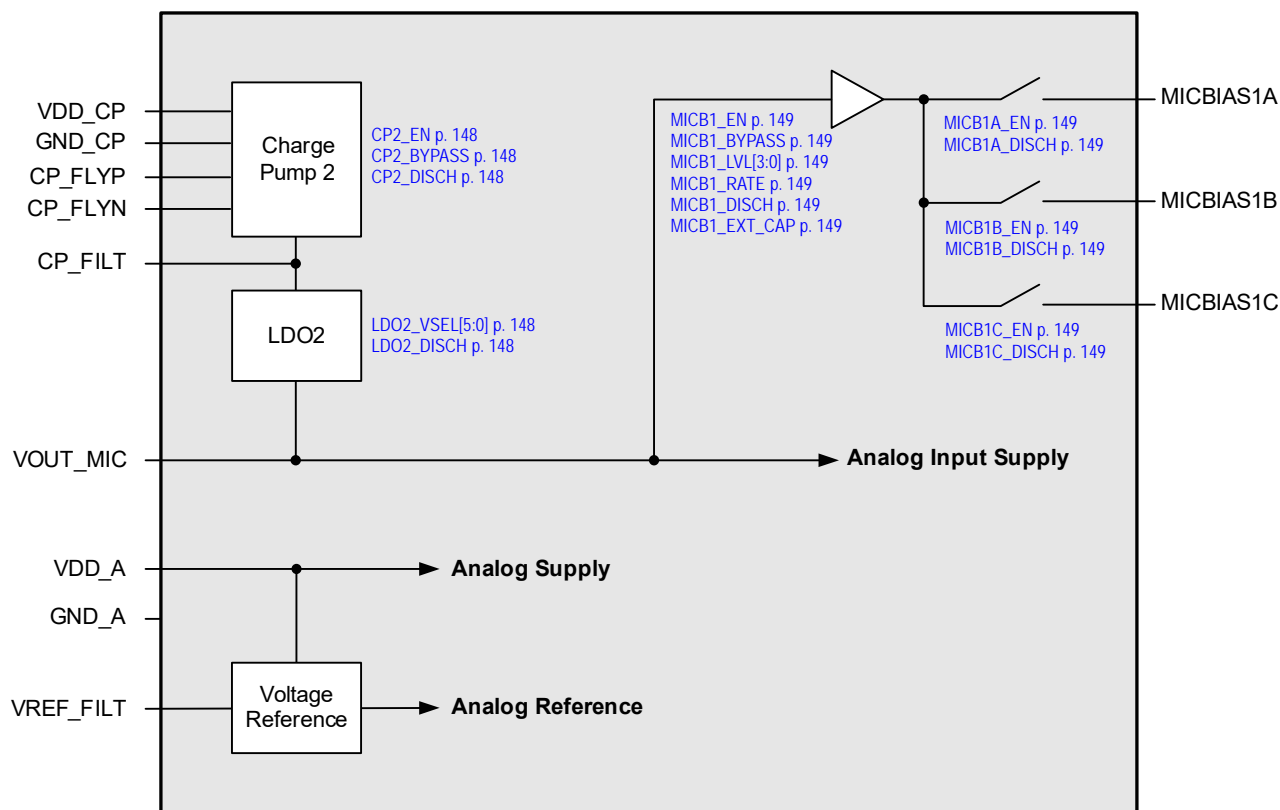 VDD_CP
GND_CP
CP_FLYP
CP_FLYN
CP_FILT
Charge
Pump 2
CP2_EN p. 148
CP2_BYPASS p. 148
CP2_DISCH p. 148
LDO2
LDO2_VSEL[5:0] p. 148
LDO2_DISCH p. 148
MICB1_EN p. 149
MICB1_BYPASS p. 149
MICB1_LVL[3:0] p. 149
MICB1_RATE p. 149
MICB1_DISCH p. 149
MICB1_EXT_CAP p. 149
MICBIAS1A
MICB1A_EN p. 149
MICB1A_DISCH p. 149
MICBIAS1B
MICB1B_EN p. 149
MICB1B_DISCH p. 149
MICBIAS1C
MICB1C_EN p. 149
MICB1C_DISCH p. 149
VOUT_MIC
Analog Input Supply
VDD_A
Analog Supply
GND_A
VREF_FILT
Voltage
Reference
Analog Reference